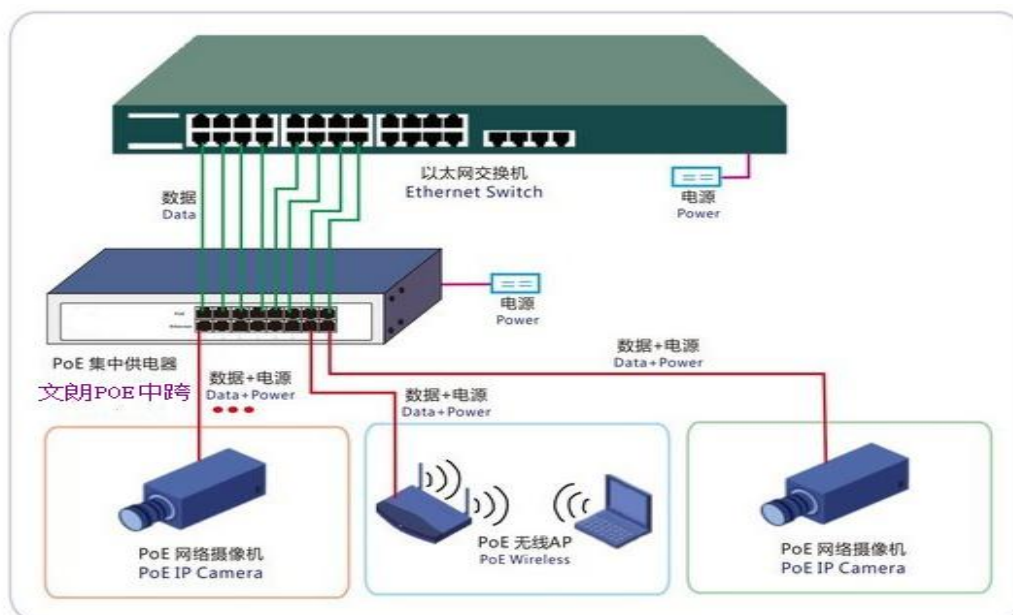 以太网交换机
Ethernet Switch
数据
Data
电源
Power
PoE
Ethernet
电源
Power
PoE 集中供电器
文朗POE中跨
数据+电源
Data+Power
数据+电源
Data+Power
数据+电源
Data+Power
PoE 网络摄像机
PoE IP Camera
PoE 无线AP
PoE Wireless
PoE 网络摄像机
PoE IP Camera